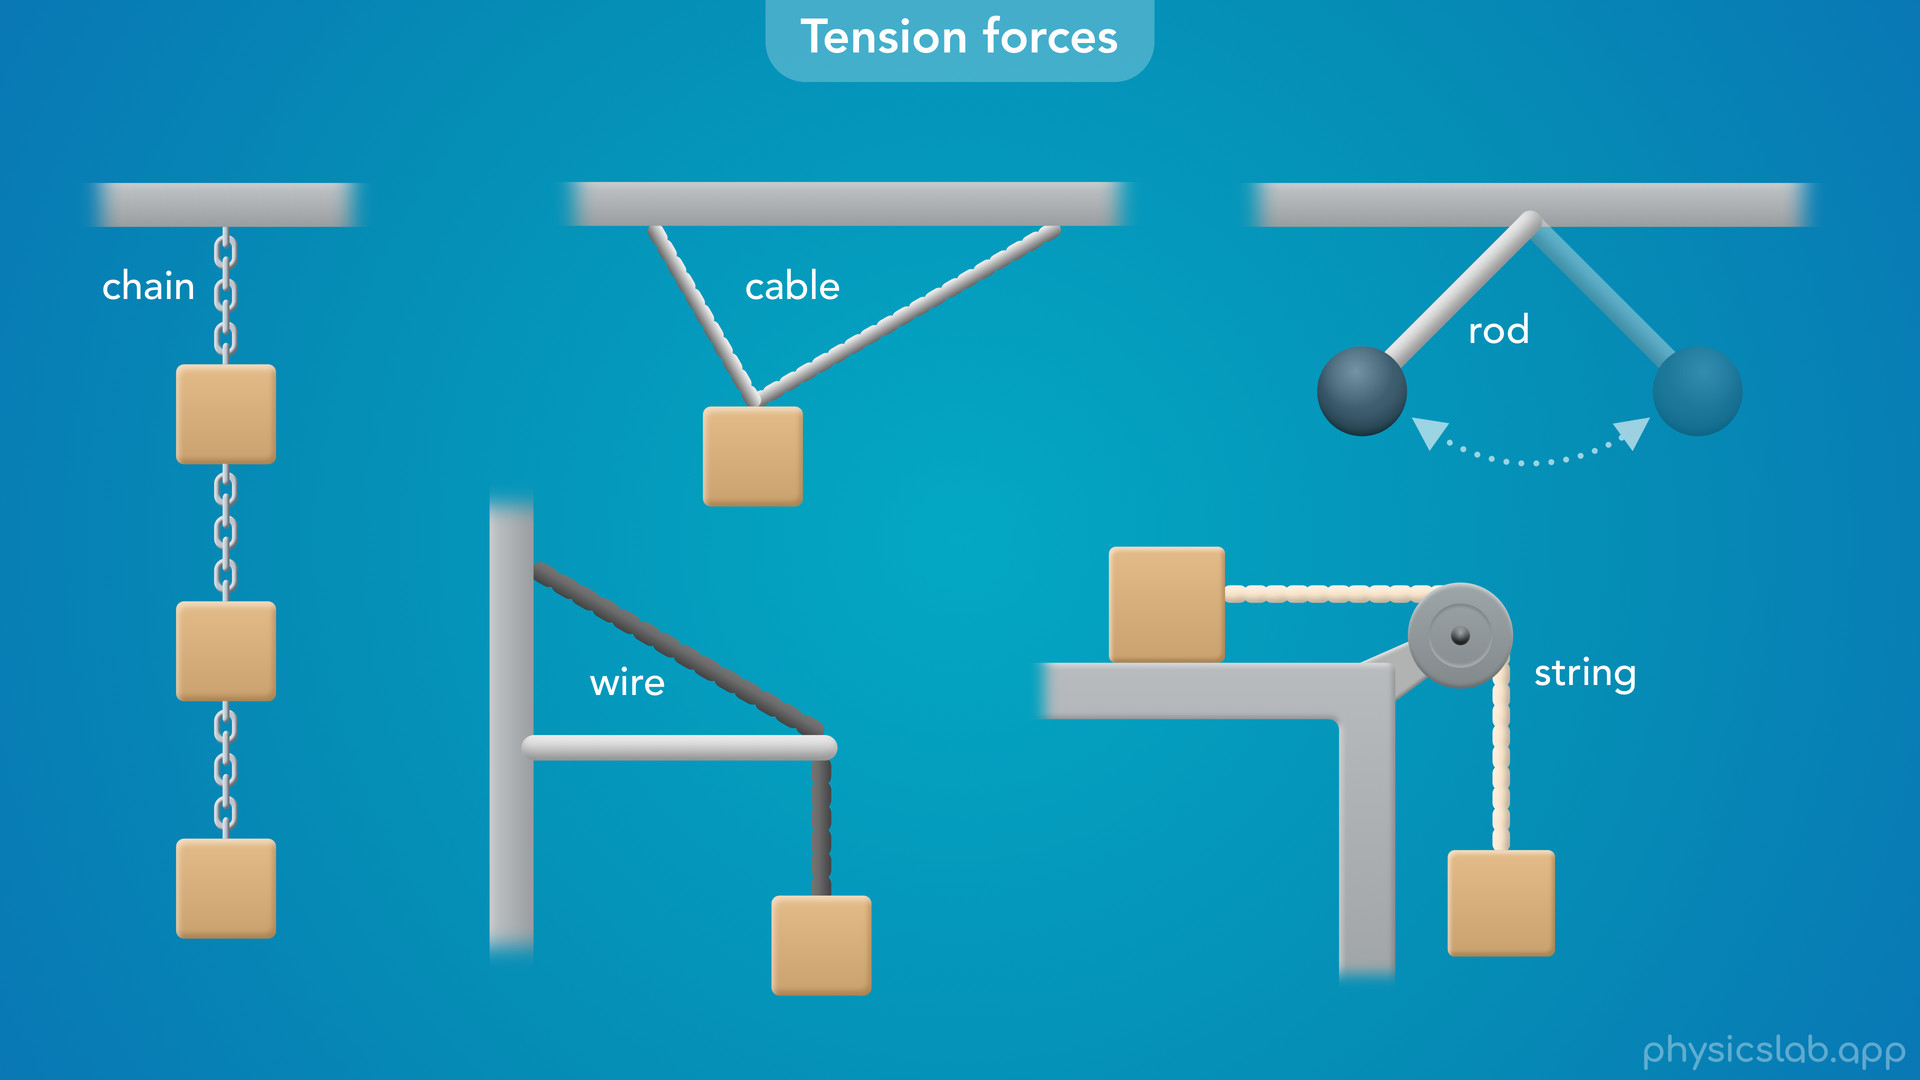 Tension forces
chain
cable
rod
wire
string
physicslab.app